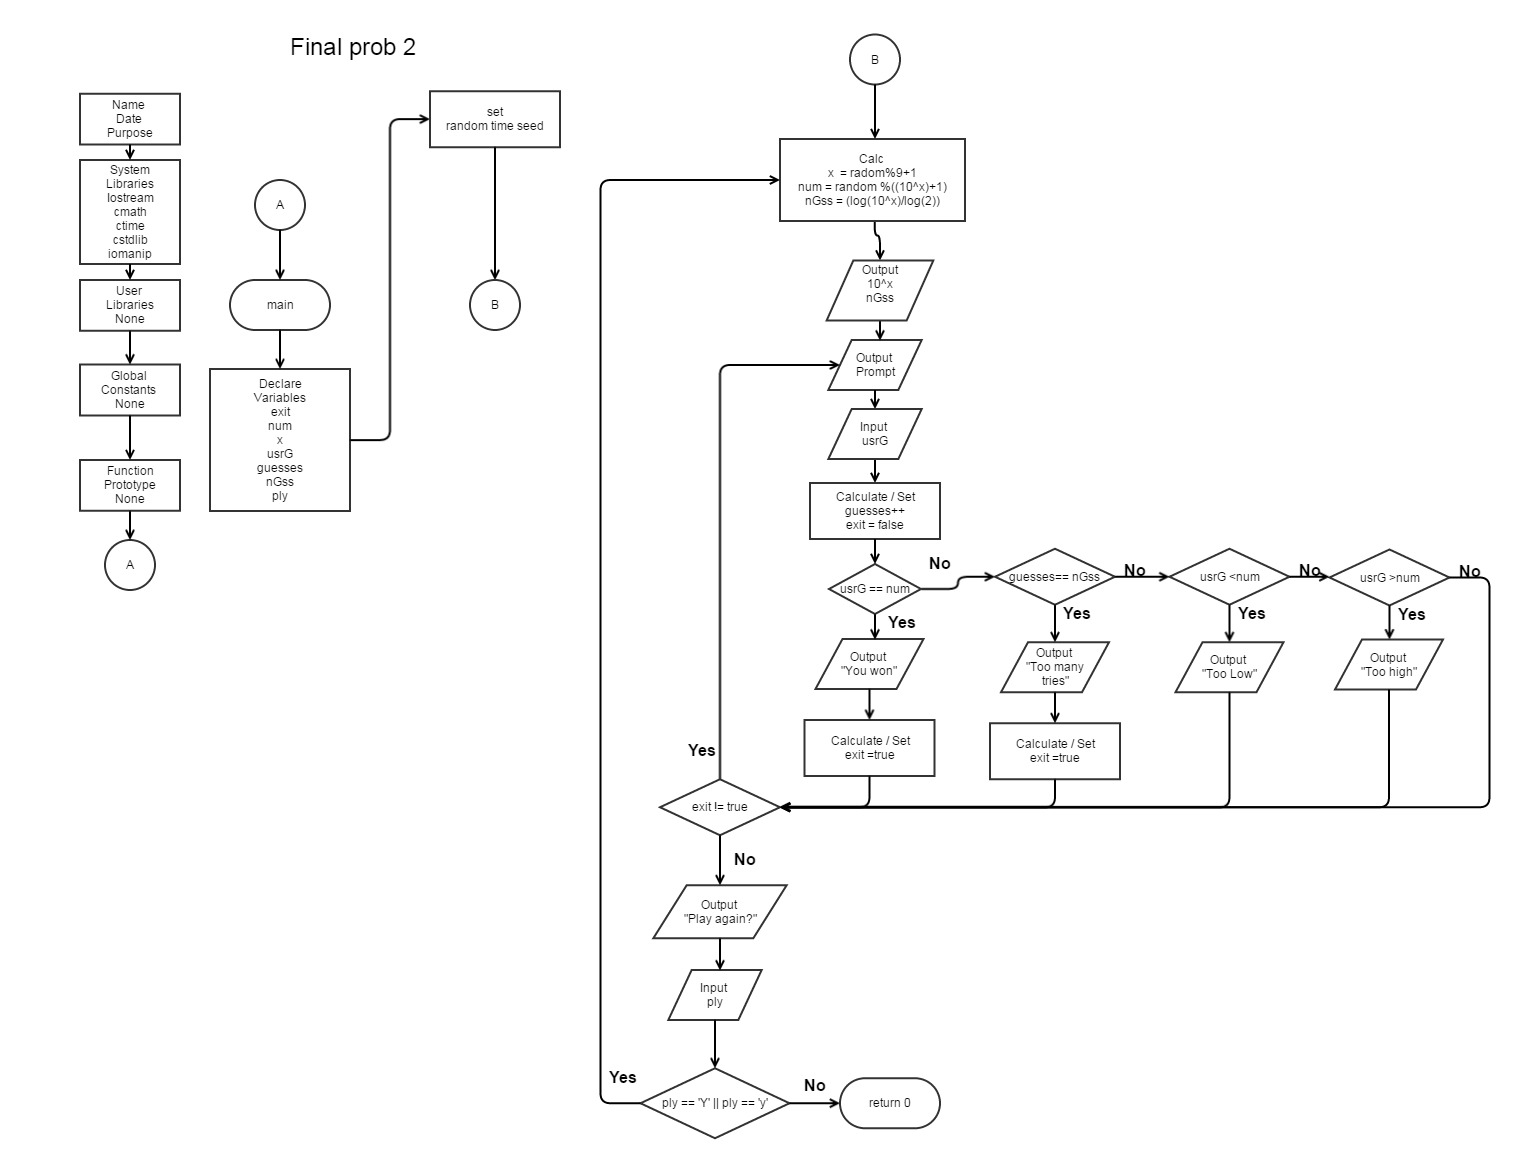 Final prob 2
Name
Date
Purpose
System
Libraries
Iostream
cmath
ctime
cstdlib
iomanip
User
Libraries
None
Global
Constants
None
Function
Prototype
None
A
A
main
Declare
Variables
exit
num
x
usrG
guesses
nGss
ply
set
random time seed
B
B
Calc
x = radom%9+1
num = random %((10^x)+1)
nGss = (log(10^x)/log(2))
Output
10^x
nGss
Output
Prompt
Input
usrG
Calculate / Set
guesses++
exit = false
usrG == num
No
guesses== nGss
No
usrG <num
No
usrG >num
No
Yes
Yes
Yes
Yes
Output
"You won"
Output
"Too many
tries"
Output
"Too Low"
Output
"Too high"
Calculate / Set
exit =true
Calculate / Set
exit =true
Yes
exit != true
No
Output
"Play again?"
Input
ply
Yes
ply == 'Y' || ply == 'y'
No
return 0